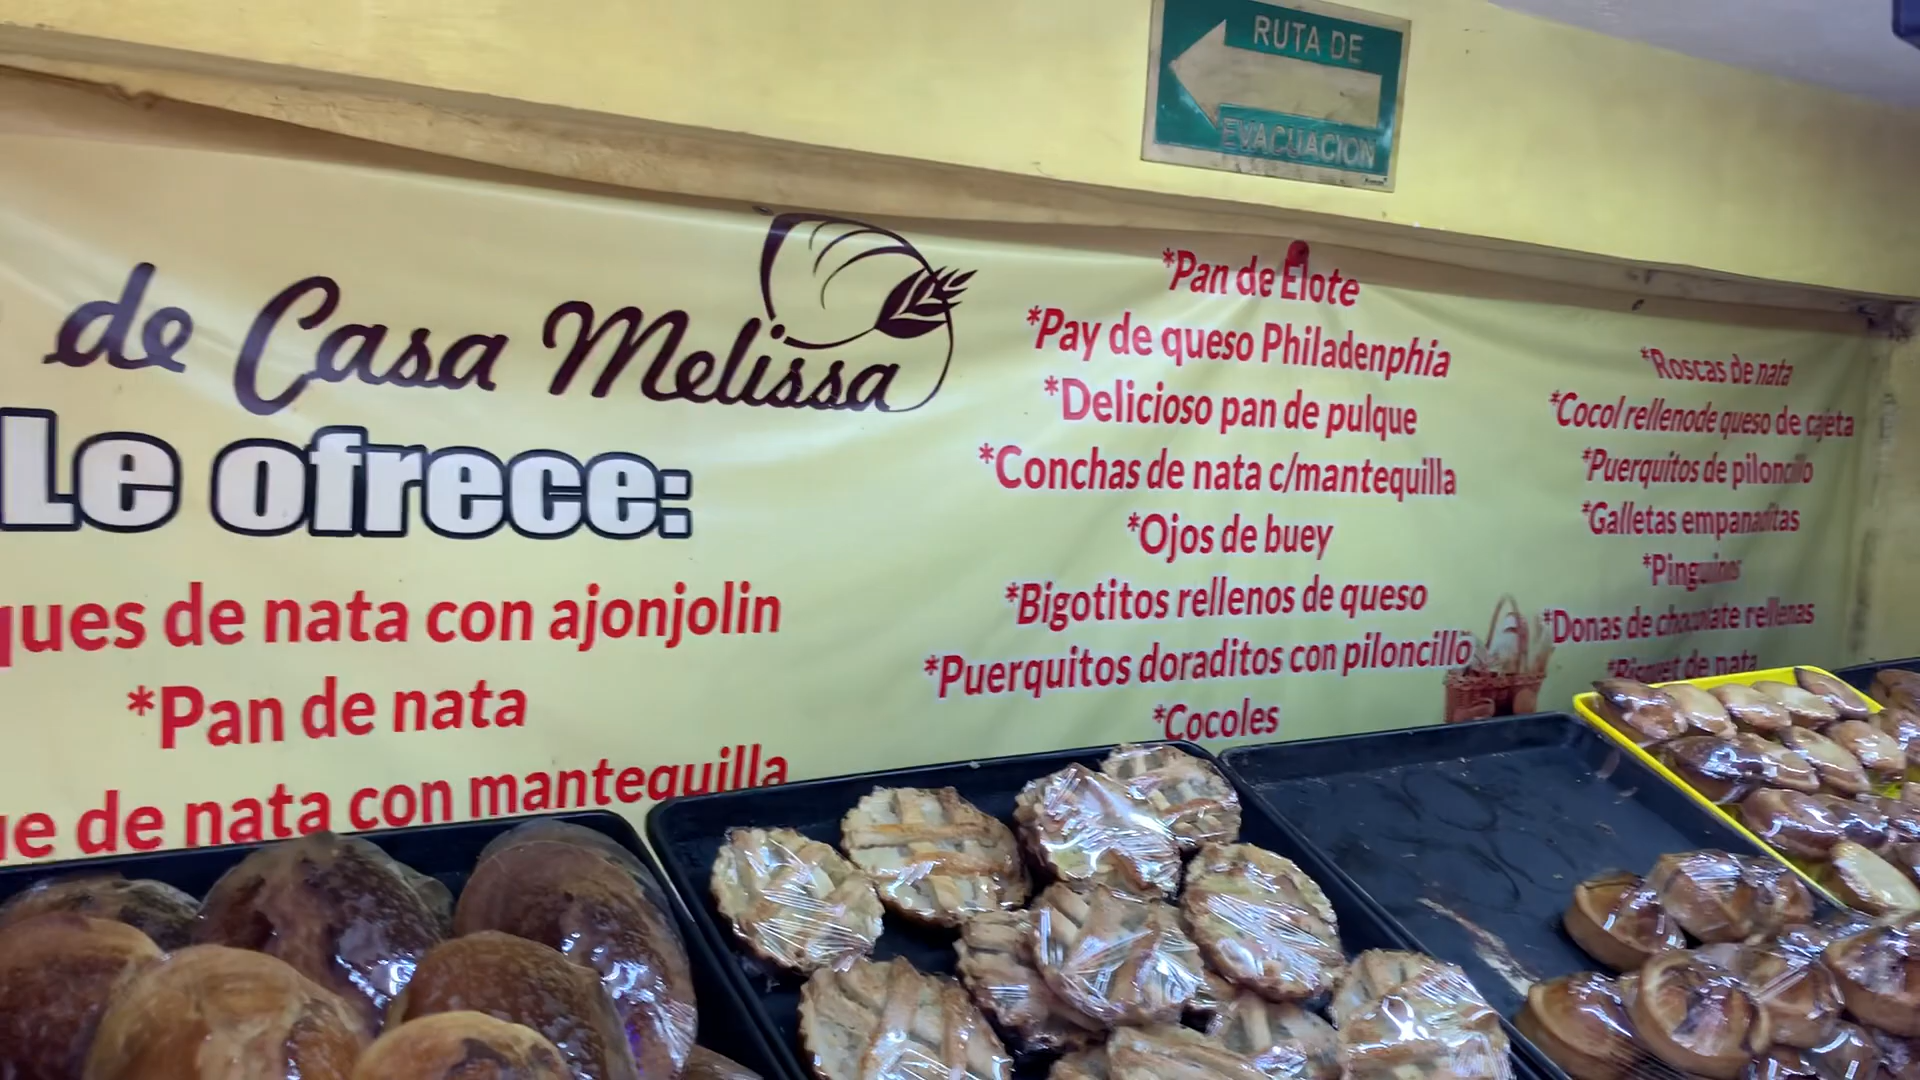 RUTA DE
EVACUACION
de Casa Melissa
Le ofrece:
ques de nata con ajonjolin
*Pan de nata
de nata con mantequilla
*Pan de Elote
*Pay de queso Philadenphia
*Delicioso pan de pulque
*Conchas de nata c/mantequilla
*Ojos de buey
*Bigotitos rellenos de queso
*Puerquitos doraditos con piloncillo
*Cocoles
*Roscas de nata
*Cocol rellenode queso de cajeta
*Puerquitos de piloncillo
*Galletas empanaditas
*Pinguinos
*Donas de chocolate rellenas
*Bisquet de nata